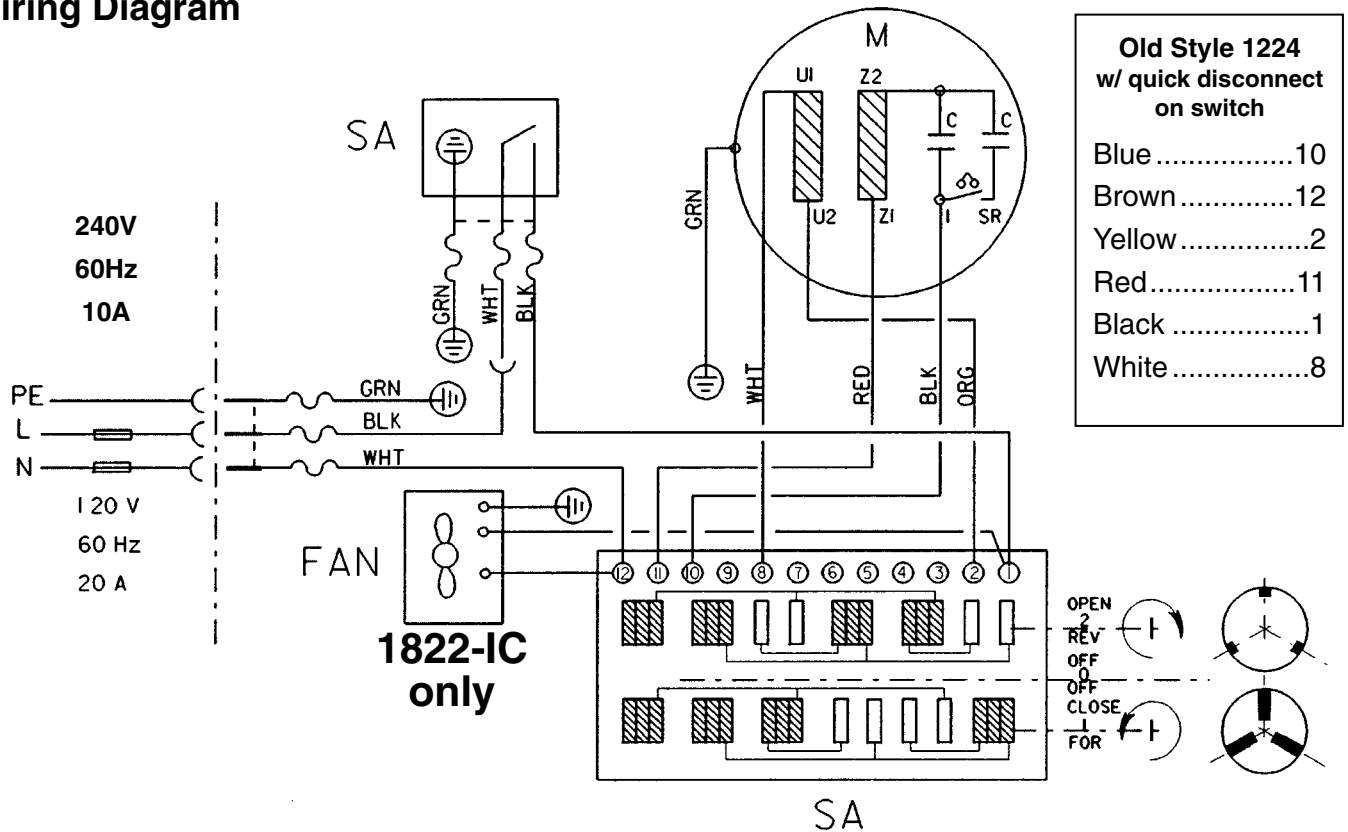 iring Diagram
Old Style 1224
w/ quick disconnect
on switch
Blue.................10
Brown..............12
Yellow................2
Red..................11
Black .................1
White..................8
M
U1
Z2
C
C
U2
Z1
1
SR
GRN
SA
240V
60Hz
10A
GRN
WHT
BLK
WHT
RED
BLK
ORG
PE
GRN
L
BLK
N
WHT
120 V
60 Hz
20 A
FAN
1822-IC
only
12 11 10 9 8 7 6 5 4 3 2 1
OPEN
2
REV
OFF
0
OFF
CLOSE
1
FOR
SA